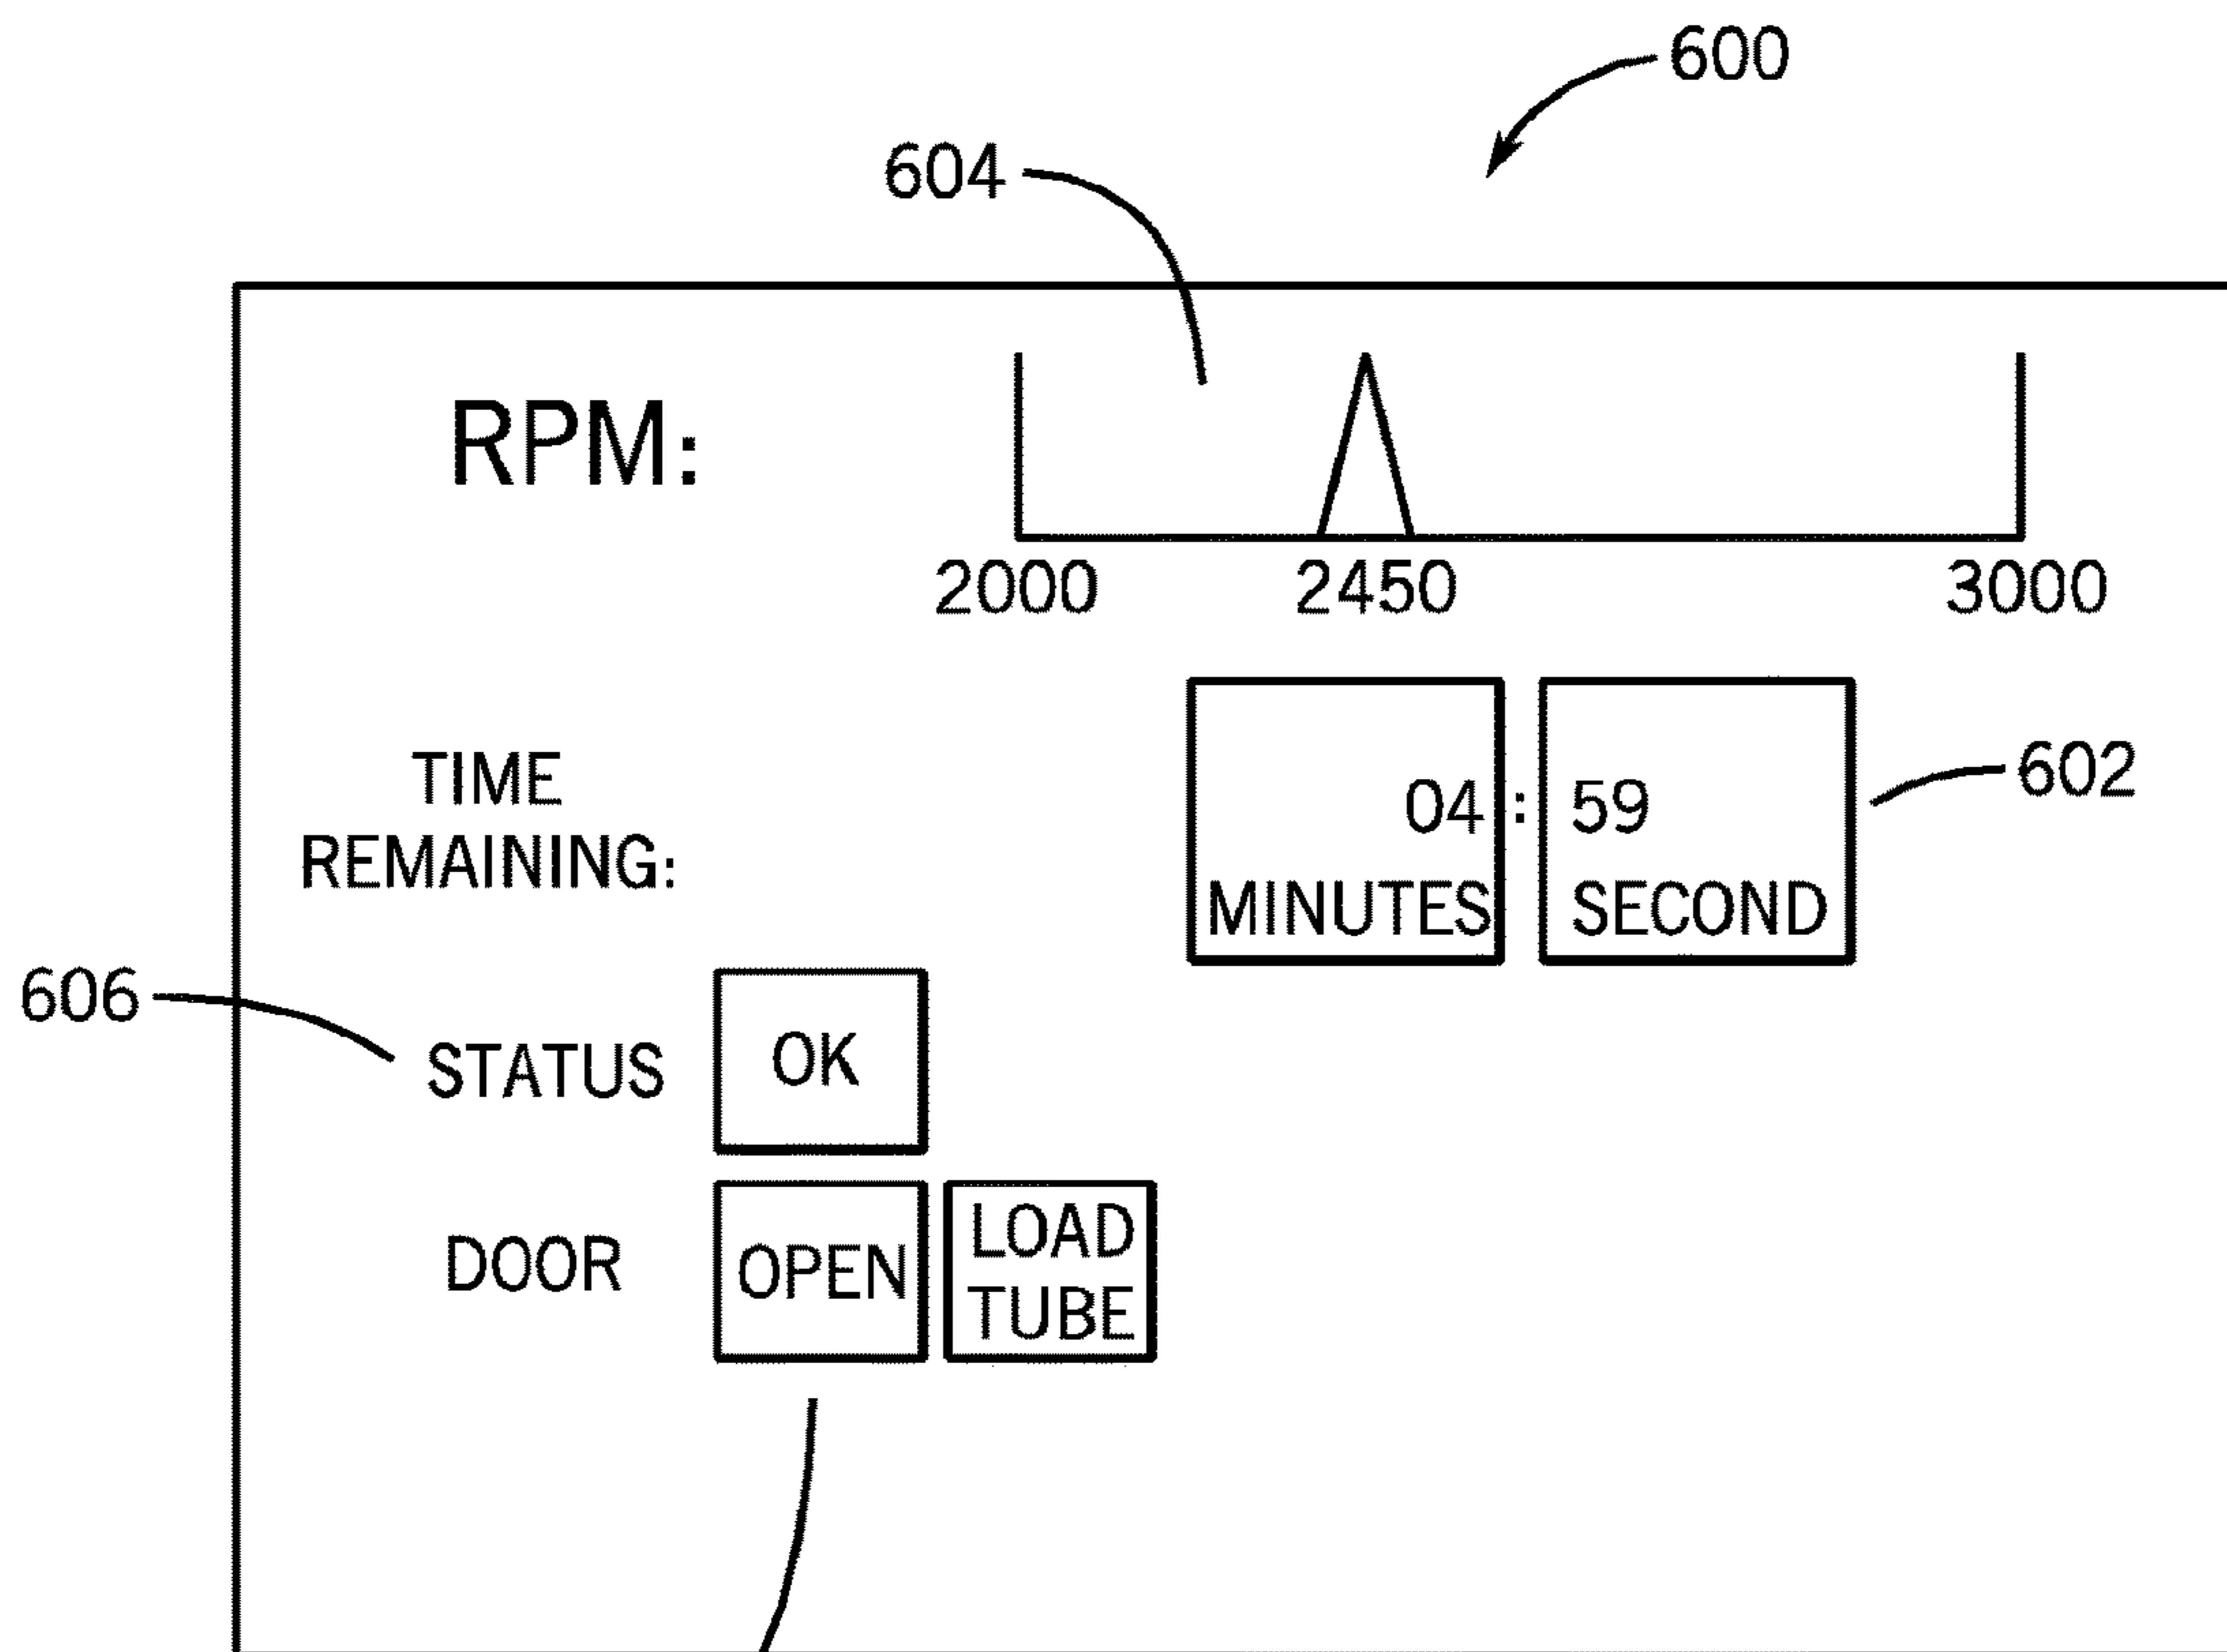 600
604
RPM:
2000 2450 3000
TIME
REMAINING:
04 : 59
MINUTES SECOND
602
606
STATUS OK
DOOR OPEN LOAD
TUBE